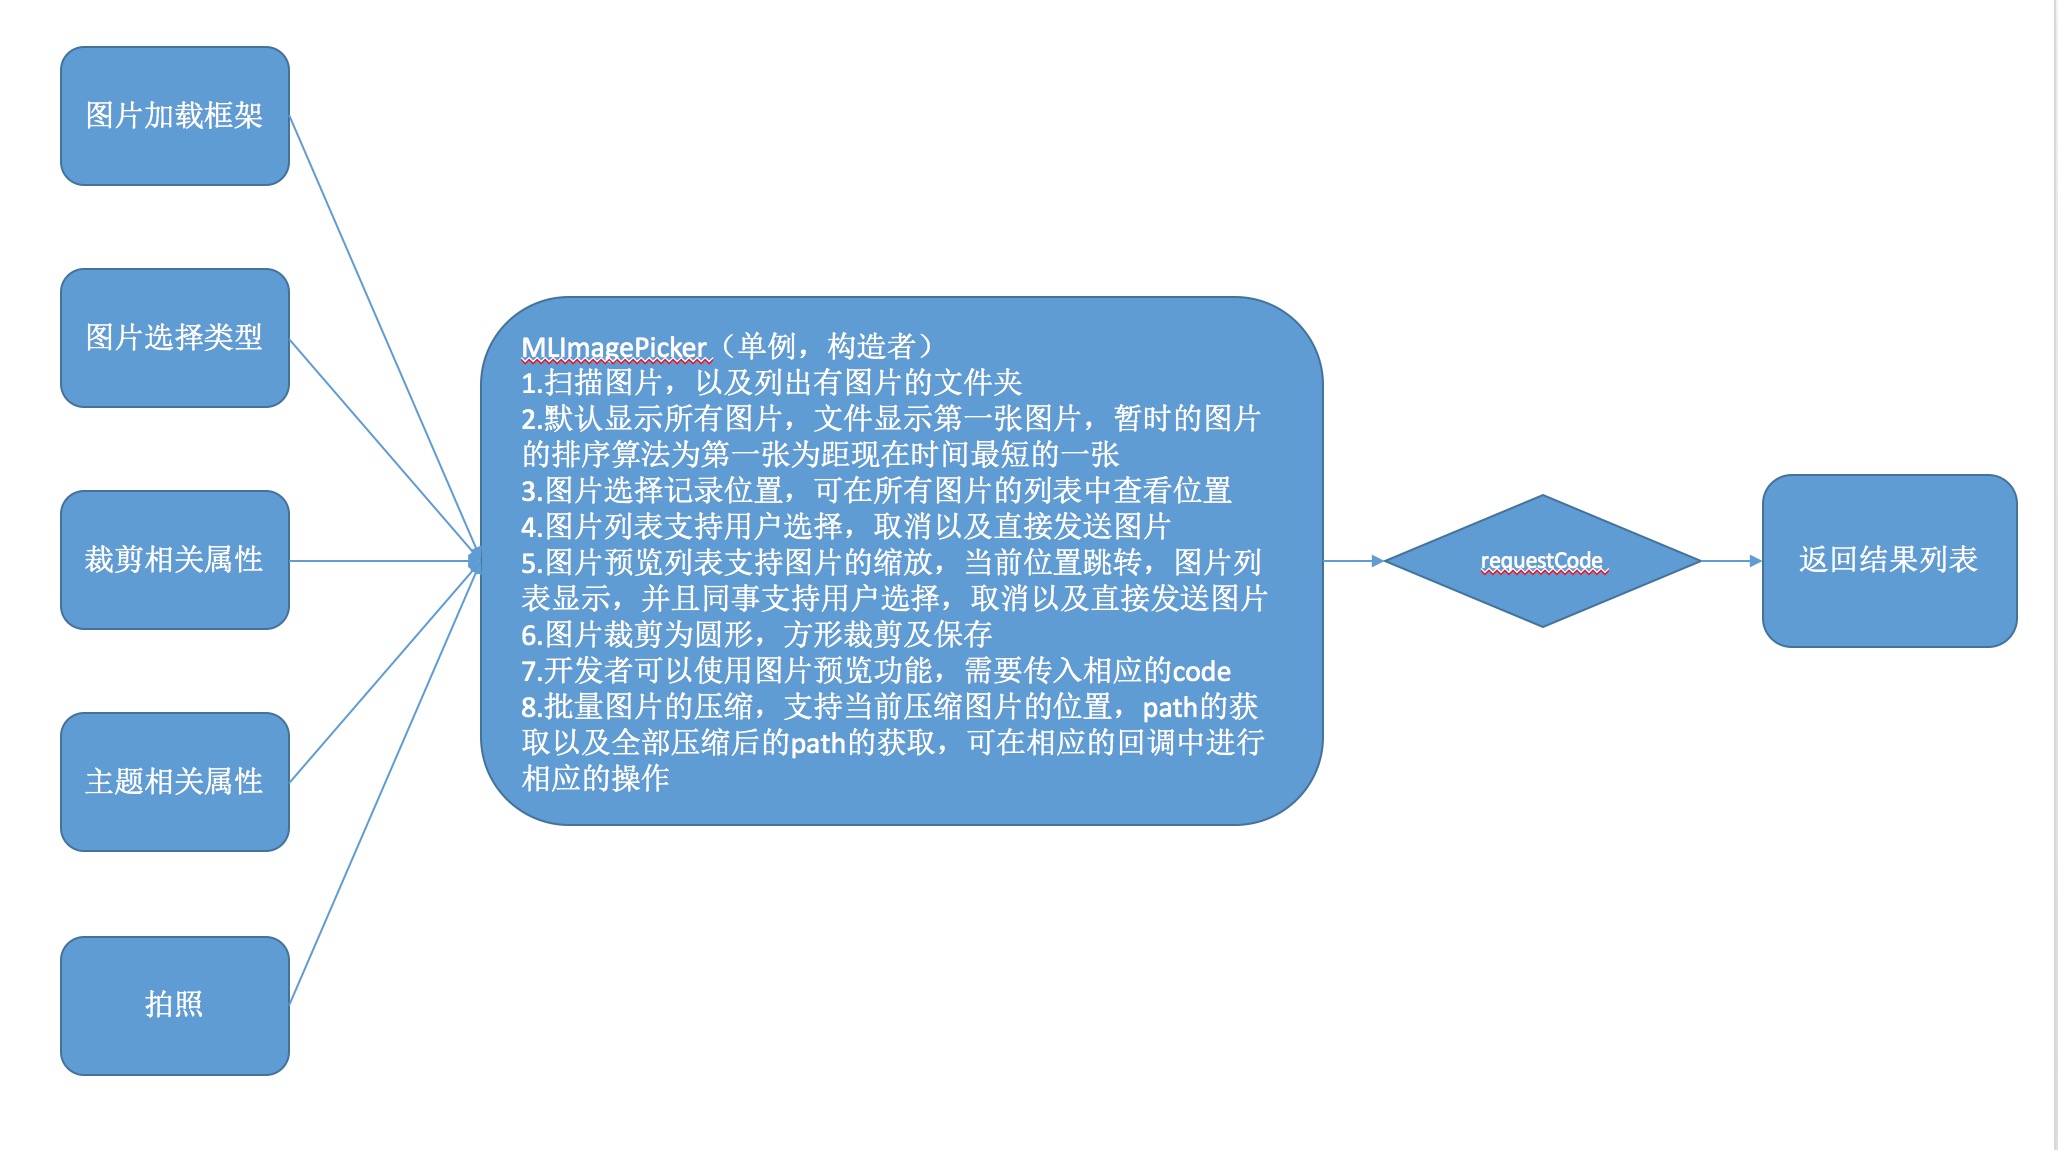 图片加载框架
图片选择类型
裁剪相关属性
主题相关属性
拍照
MLImagePicker（单例，构造者）
1.扫描图片，以及列出有图片的文件夹
2.默认显示所有图片，文件显示第一张图片，暂时的图片
的排序算法为第一张为距现在时间最短的一张
3.图片选择记录位置，可在所有图片的列表中查看位置
4.图片列表支持用户选择，取消以及直接发送图片
5.图片预览列表支持图片的缩放，当前位置跳转，图片列
表显示，并且同事支持用户选择，取消以及直接发送图片
6.图片裁剪为圆形，方形裁剪及保存
7.开发者可以使用图片预览功能，需要传入相应的code
8.批量图片的压缩，支持当前压缩图片的位置，path的获
取以及全部压缩后的path的获取，可在相应的回调中进行
相应的操作
requestCode
返回结果列表